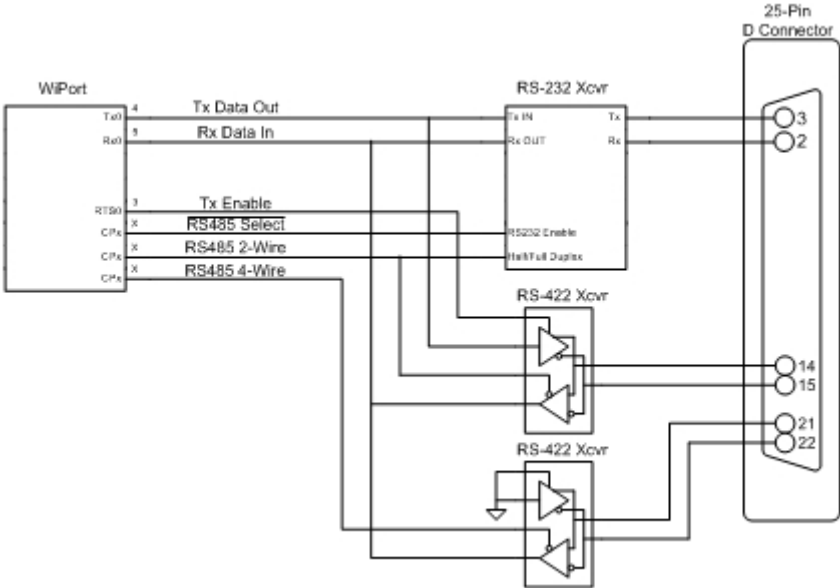 25-Pin
D Connector
WiPort
RS-232 Xcvr
4
Tx Data Out
Tx0
Tx IN
Tx
3
5
Rx Data In
Rx0
Rx OUT
Rx
2
3
Tx Enable
RTS0
RS485 Select
X
CPx
RS232 Enable
RS485 2-Wire
X
CPx
Half/Full Duplex
RS485 4-Wire
X
CPx
RS-422 Xcvr
14
15
21
22
RS-422 Xcvr